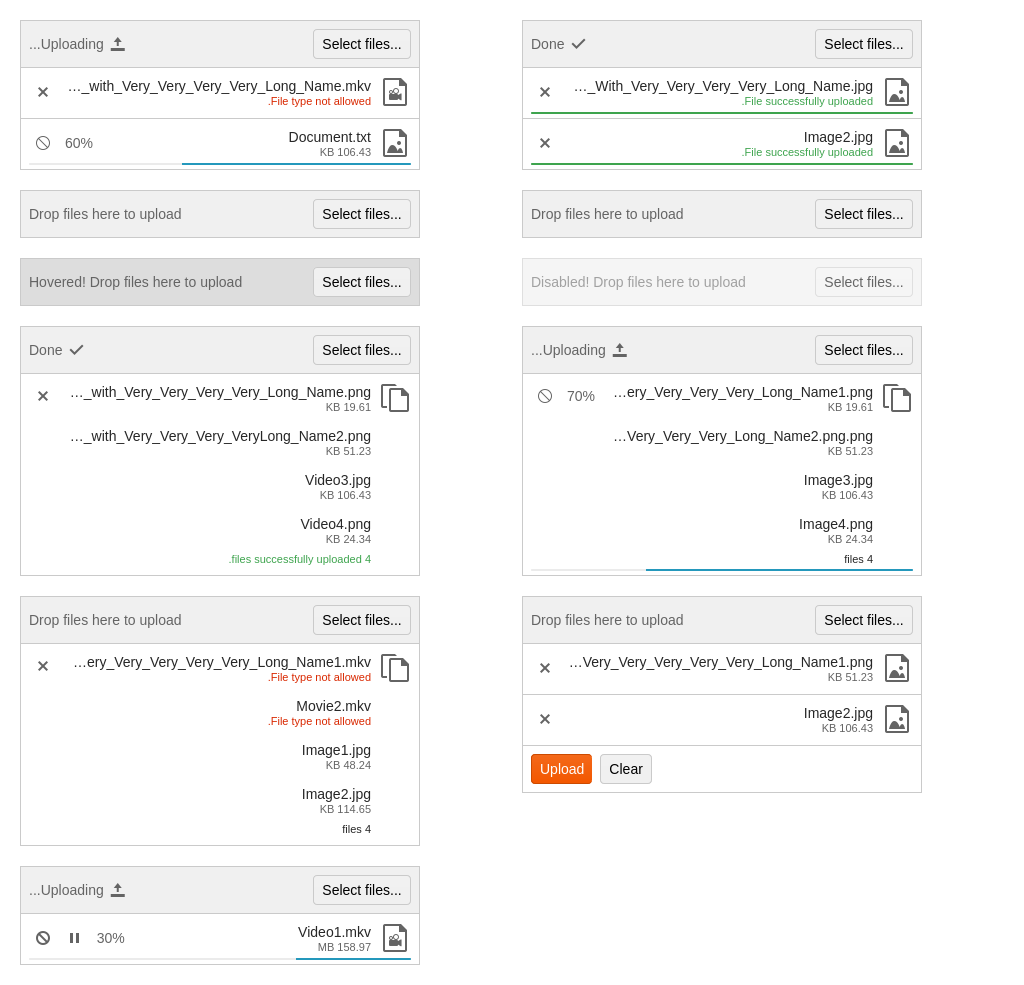 ...Uploading
Select files...
..._with_Very_Very_Very_Very_Long_Name.mkv
.File type not allowed
60%
Document.txt
KB 106.43
Drop files here to upload
Select files...
Hovered! Drop files here to upload
Select files...
Done
Select files...
..._with_Very_Very_Very_Very_Long_Name.png
KB 19.61
..._with_Very_Very_Very_VeryLong_Name2.png
KB 51.23
Video3.jpg
KB 106.43
Video4.png
KB 24.34
.files successfully uploaded 4
Drop files here to upload
Select files...
...ery_Very_Very_Very_Very_Long_Name1.mkv
.File type not allowed
Movie2.mkv
.File type not allowed
Image1.jpg
KB 48.24
Image2.jpg
KB 114.65
files 4
...Uploading
Select files...
30%
Video1.mkv
MB 158.97
Done
Select files...
..._With_Very_Very_Very_Very_Long_Name.jpg
.File successfully uploaded
Image2.jpg
.File successfully uploaded
Drop files here to upload
Select files...
Disabled! Drop files here to upload
Select files...
...Uploading
Select files...
70%
...ery_Very_Very_Very_Long_Name1.png
KB 19.61
...Very_Very_Very_Long_Name2.png.png
KB 51.23
Image3.jpg
KB 106.43
Image4.png
KB 24.34
files 4
Drop files here to upload
Select files...
...Very_Very_Very_Very_Very_Long_Name1.png
KB 51.23
Image2.jpg
KB 106.43
Upload
Clear